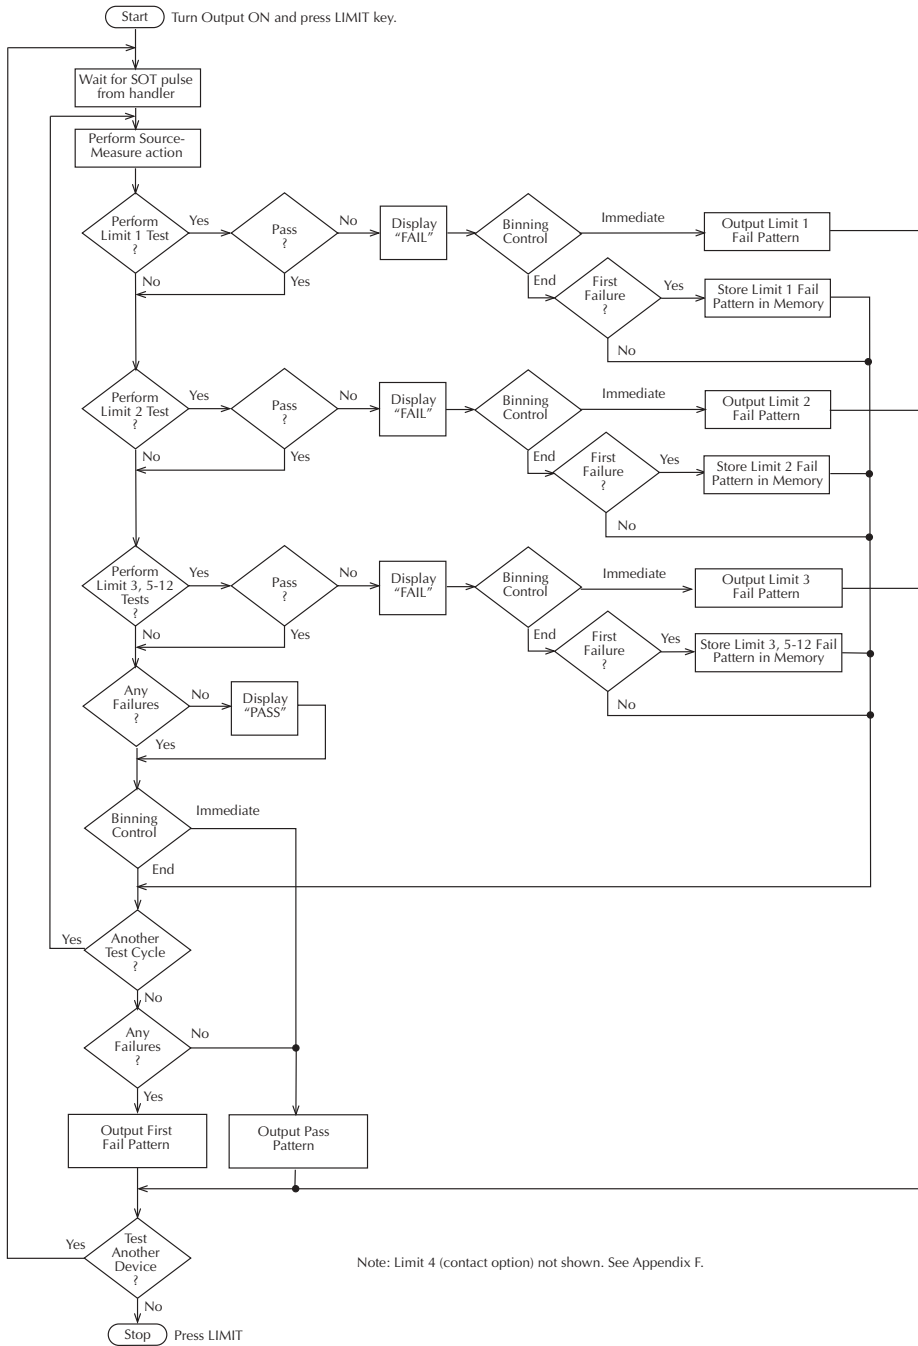 Start
Turn Output ON and press LIMIT key.
Wait for SOT pulse
from handler
Perform Source-
Measure action
Perform
Limit 1 Test
?
Yes
No
Pass
?
No
Yes
Display
“FAIL”
Binning
Control
Immediate
End
Output Limit 1
Fail Pattern
First
Failure
?
Yes
No
Store Limit 1 Fail
Pattern in Memory
Perform
Limit 2 Test
?
Yes
No
Pass
?
No
Yes
Display
“FAIL”
Binning
Control
Immediate
End
Output Limit 2
Fail Pattern
First
Failure
?
Yes
No
Store Limit 2 Fail
Pattern in Memory
Perform
Limit 3, 5-12
Tests
?
Yes
No
Pass
?
No
Yes
Display
“FAIL”
Binning
Control
Immediate
End
Output Limit 3
Fail Pattern
First
Failure
?
Yes
No
Store Limit 3, 5-12 Fail
Pattern in Memory
Any
Failures
?
No
Yes
Display
“PASS”
Binning
Control
Immediate
End
Another
Test Cycle
?
Yes
No
Any
Failures
?
No
Yes
Output First
Fail Pattern
Output Pass
Pattern
Test
Another
Device
?
Yes
No
Note: Limit 4 (contact option) not shown. See Appendix F.
Stop
Press LIMIT